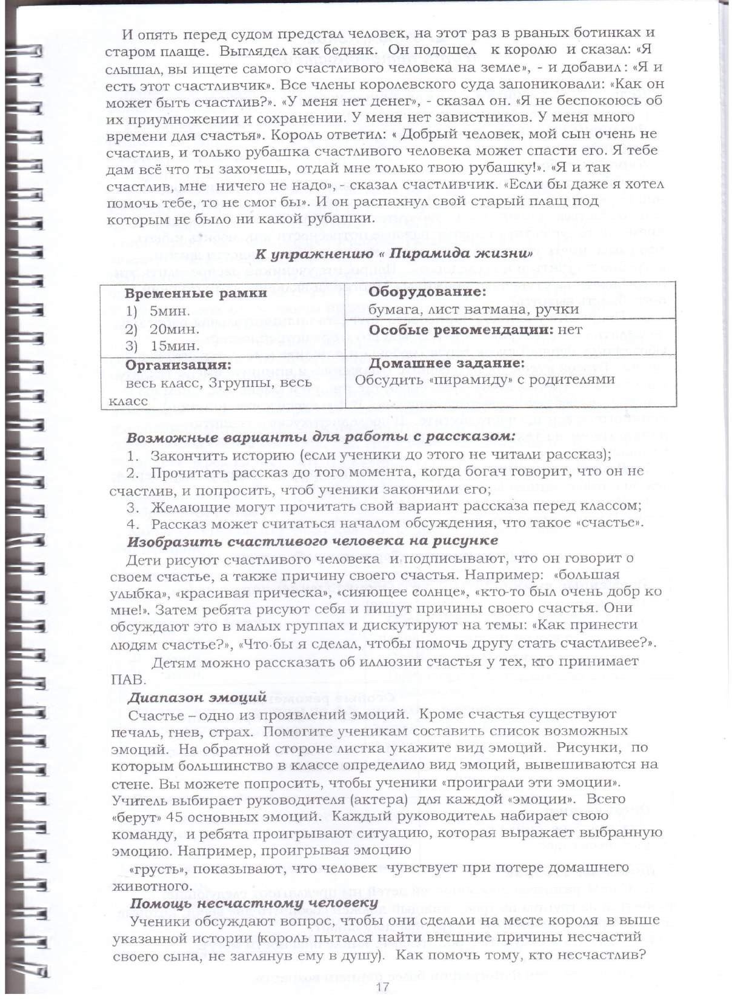 И опять перед судом предстал человек, на этот раз в рваных ботинках и
старом плаще. Выглядел как бедняк. Он подошел к королю и сказал: «Я
слышал, вы ищете самого счастливого человека на земле», - и добавил : «Я и
есть этот счастливчик». Все члены королевского суда запониковали: «Как он
может быть счастлив?». «У меня нет денег», - сказал он. «Я не беспокоюсь об
их приумножении и сохранении. У меня нет завистников. У меня много
времени для счастья». Король ответил: « Добрый человек, мой сын очень не
счастлив, и только рубашка счастливого человека может спасти его. Я тебе
дам всё что ты захочешь, отдай мне только твою рубашку!». «Я и так
счастлив, мне ничего не надо», - сказал счастливчик. «Если бы даже я хотел
помочь тебе, то не смог бы». И он распахнул свой старый плащ под
которым не было ни какой рубашки.
К упражнению « Пирамида жизни»
Временные рамки
1) 5мин.
2) 20мин.
3) 15мин.
Оборудование:
бумага, лист ватмана, ручки
Особые рекомендации: нет
Организация:
весь класс, 3группы, весь
класс
Домашнее задание:
Обсудить «пирамиду» с родителями
Возможные варианты для работы с рассказом:
1. Закончить историю (если ученики до этого не читали рассказ);
2. Прочитать рассказ до того момента, когда богач говорит, что он не
счастлив, и попросить, чтоб ученики закончили его;
3. Желающие могут прочитать свой вариант рассказа перед классом;
4. Рассказ может считаться началом обсуждения, что такое «счастье».
Изобразить счастливого человека на рисунке
Дети рисуют счастливого человека и подписывают, что он говорит о
своем счастье, а также причину своего счастья. Например: «большая
улыбка», «красивая прическа», «сияющее солнце», «кто-то был очень добр ко
мне!». Затем ребята рисуют себя и пишут причины своего счастья. Они
обсуждают это в малых группах и дискутируют на темы: «Как принести
людям счастье?», «Что бы я сделал, чтобы помочь другу стать счастливее?».
Детям можно рассказать об иллюзии счастья у тех, кто принимает
ПАВ.
Диапазон эмоций
Счастье – одно из проявлений эмоций. Кроме счастья существуют
печаль, гнев, страх. Помогите ученикам составить список возможных
эмоций. На обратной стороне листка укажите вид эмоций. Рисунки, по
которым большинство в классе определило вид эмоций, вывешиваются на
стене. Вы можете попросить, чтобы ученики «проиграли эти эмоции».
Учитель выбирает руководителя (актера) для каждой «эмоции». Всего
«берут» 45 основных эмоций. Каждый руководитель набирает свою
команду, и ребята проигрывают ситуацию, которая выражает выбранную
эмоцию. Например, проигрывая эмоцию
«грусть», показывают, что человек чувствует при потере домашнего
животного.
Помощь несчастному человеку
Ученики обсуждают вопрос, чтобы они сделали на месте короля в выше
указанной истории (король пытался найти внешние причины несчастий
своего сына, не заглянув ему в душу). Как помочь тому, кто несчастлив?
17